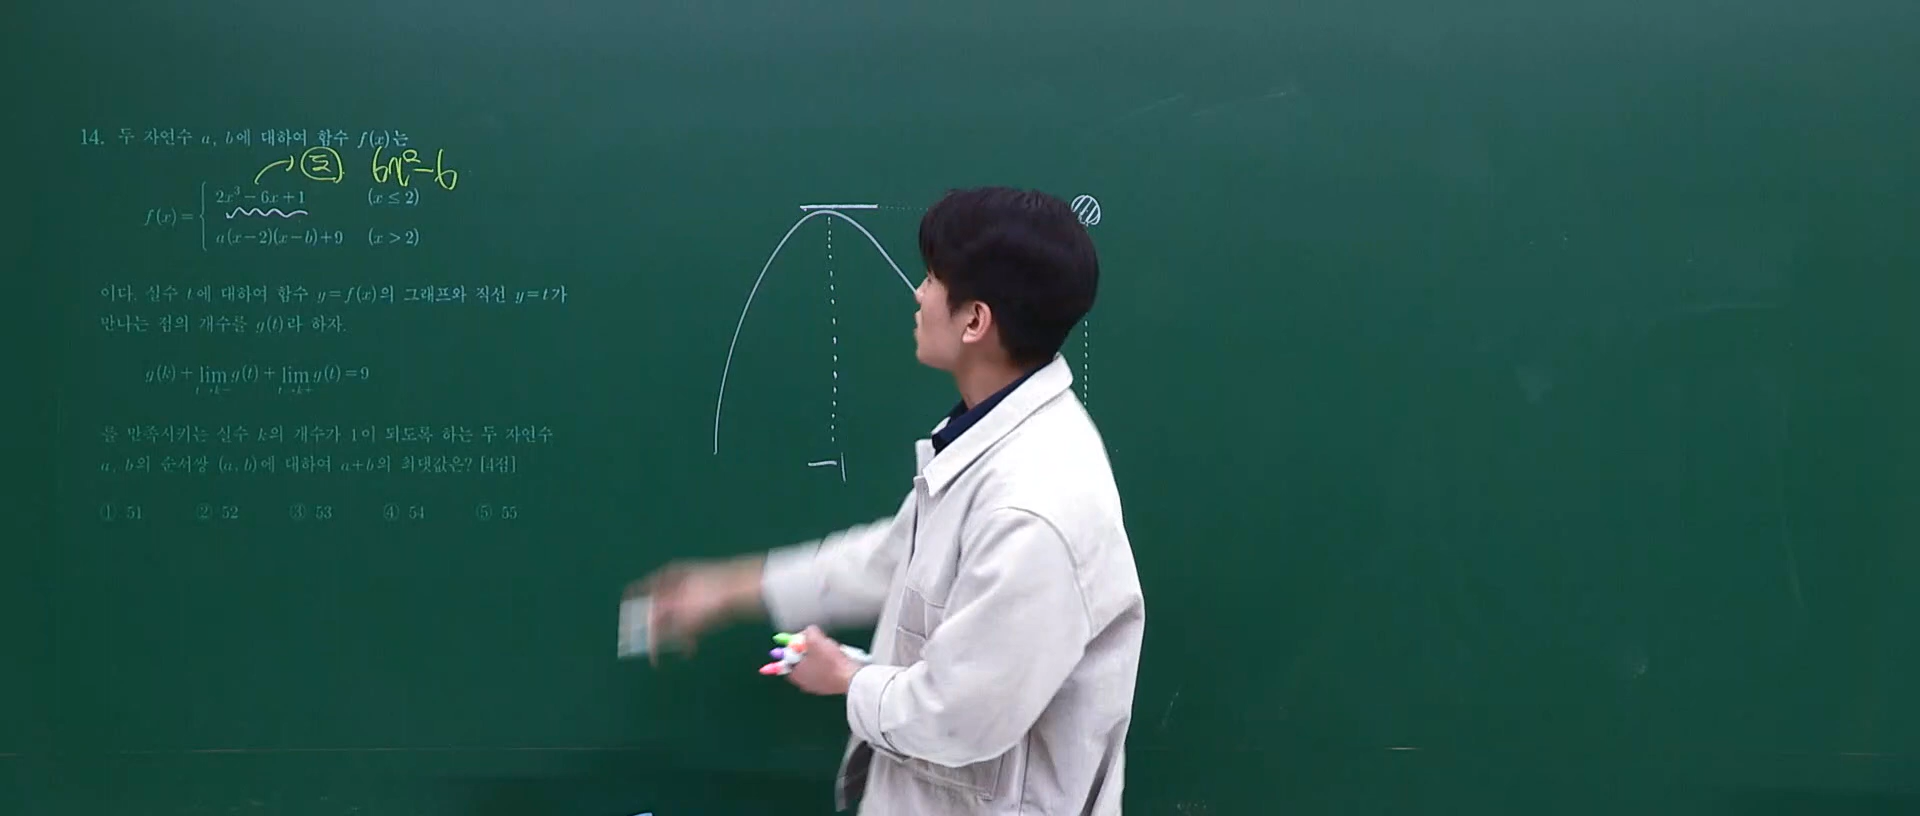 14. 두 자연수 a, b에 대하여 함수 f(x)는
6x²-6
f(x) = { 2x³-6x+1 (x≤2)
a(x-2)(x-b)+9 (x>2)
이다. 실수 t에 대하여 함수 y=f(x)의 그래프와 직선 y=t가
만나는 점의 개수를 g(t)라 하자.
g(k)+lim g(t)+lim g(t)=9
t→k- t→k+
를 만족시키는 실수 k의 개수가 1이 되도록 하는 두 자연수
a, b의 순서쌍 (a, b)에 대하여 a+b의 최댓값은? [4점]
① 51 ② 52 ③ 53 ④ 54 ⑤ 55
-1